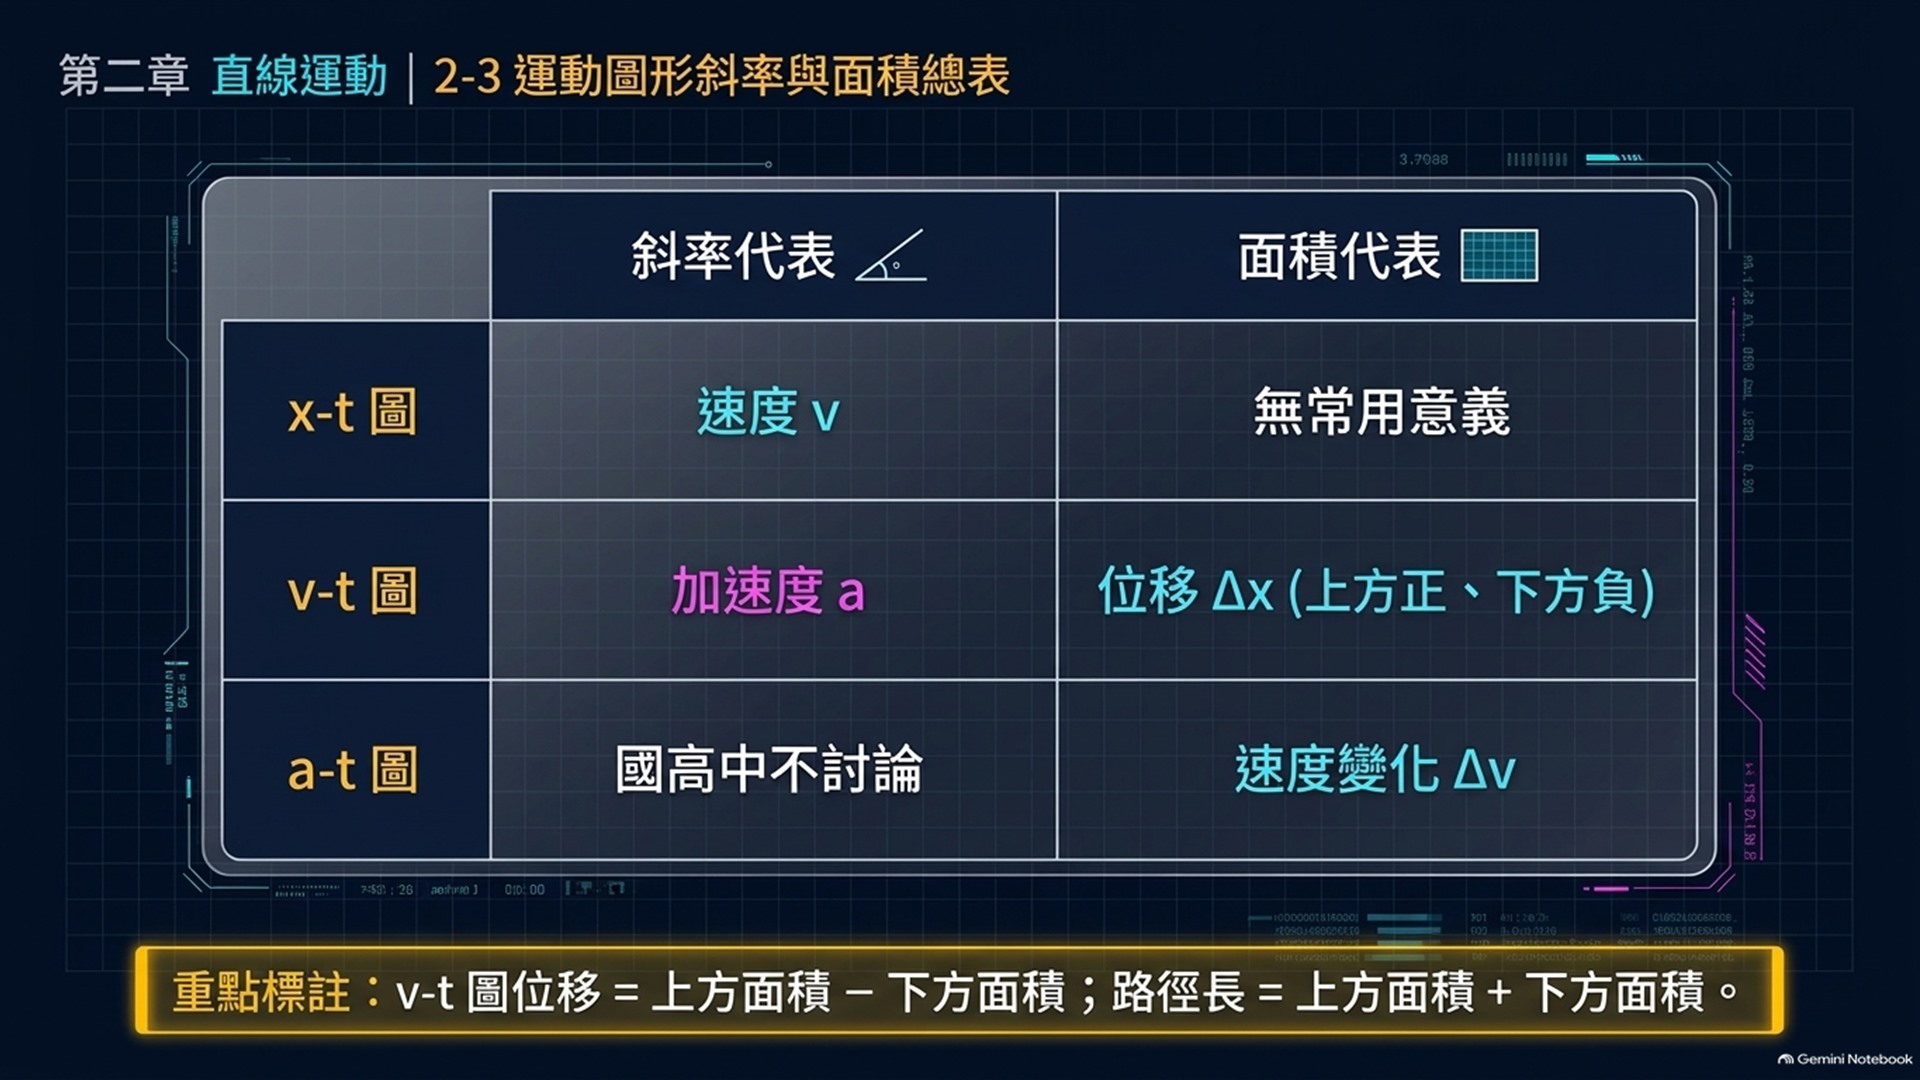 第二章 直線運動 | 2-3 運動圖形斜率與面積總表
3.7088
斜率代表 面積代表
x-t 圖 速度 v 無常用意義
v-t 圖 加速度 a 位移 Δx (上方正、下方負)
a-t 圖 國高中不討論 速度變化 Δv
重點標註：v-t 圖位移 = 上方面積 − 下方面積；路徑長 = 上方面積 + 下方面積。
Gemini Notebook